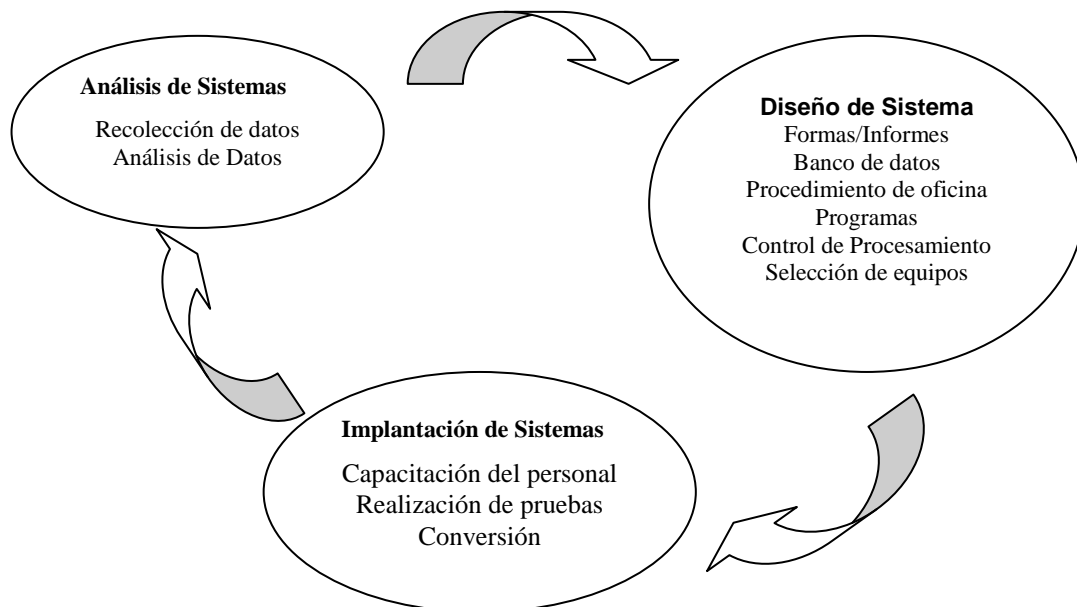 Análisis de Sistemas
Recolección de datos
Análisis de Datos
Diseño de Sistema
Formas/Informes
Banco de datos
Procedimiento de oficina
Programas
Control de Procesamiento
Selección de equipos
Implantación de Sistemas
Capacitación del personal
Realización de pruebas
Conversión